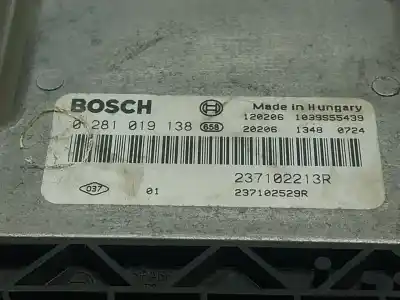 BOSCH Made in Hungary
120206 1039S55439
0 281 019 138 658 20206 1348 0724
237102213R
037 01 237102529R